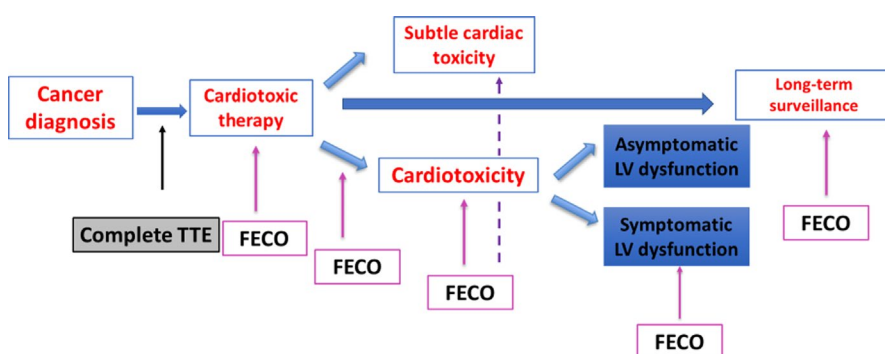 Subtle cardiac
toxicity
Cancer
diagnosis
Cardiotoxic
therapy
Long-term
surveillance
Asymptomatic
LV dysfunction
Cardiotoxicity
Complete TTE
FECO
FECO
FECO
Symptomatic
LV dysfunction
FECO
FECO